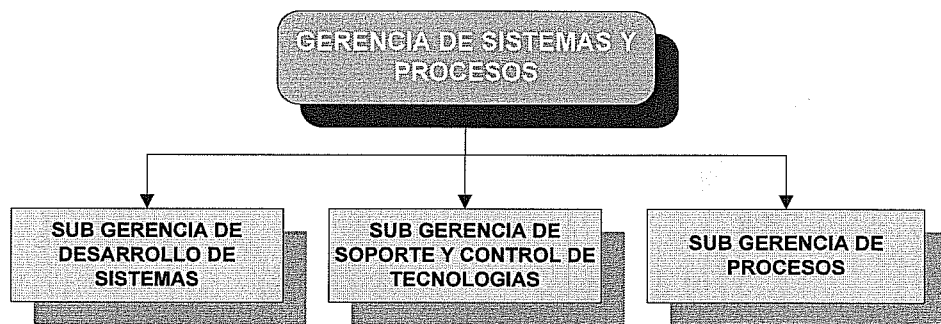 GERENCIA DE SISTEMAS Y
PROCESOS
SUB GERENCIA DE
DESARROLLO DE
SISTEMAS
SUB GERENCIA DE
SOPORTE Y CONTROL DE
TECNOLOGIAS
SUB GERENCIA DE
PROCESOS